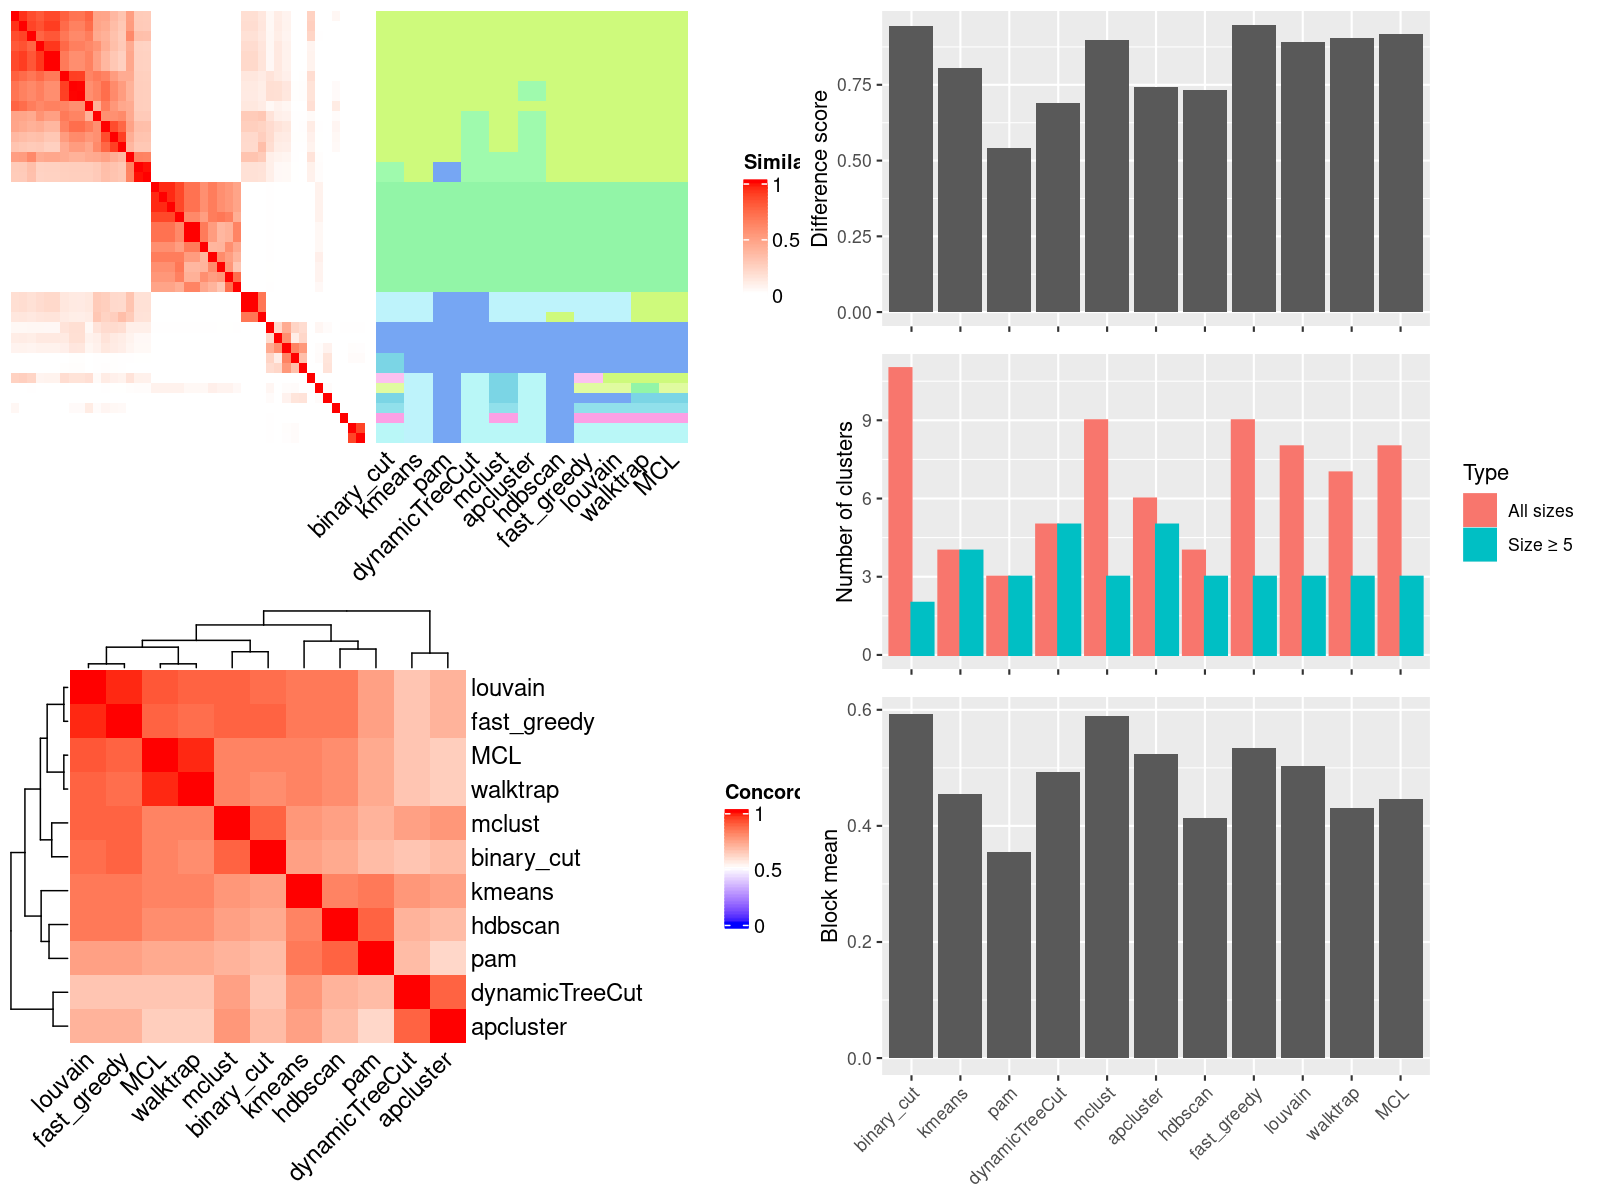 Simila
1
0.5
0
binary_cut
kmeans
pam
dynamicTreeCut
mclust
apcluster
hdbscan
fast_greedy
louvain
walktrap
MCL
louvain
fast_greedy
MCL
walktrap
mclust
binary_cut
kmeans
hdbscan
pam
dynamicTreeCut
apcluster
Concord
1
0.5
0
louvain
fast_greedy
MCL
walktrap
mclust
binary_cut
kmeans
hdbscan
pam
dynamicTreeCut
apcluster
Difference score
0.75
0.50
0.25
0.00
Number of clusters
9
6
3
0
Type
All sizes
Size ≥ 5
Block mean
0.6
0.4
0.2
0.0
binary_cut
kmeans
pam
dynamicTreeCut
mclust
apcluster
hdbscan
fast_greedy
louvain
walktrap
MCL